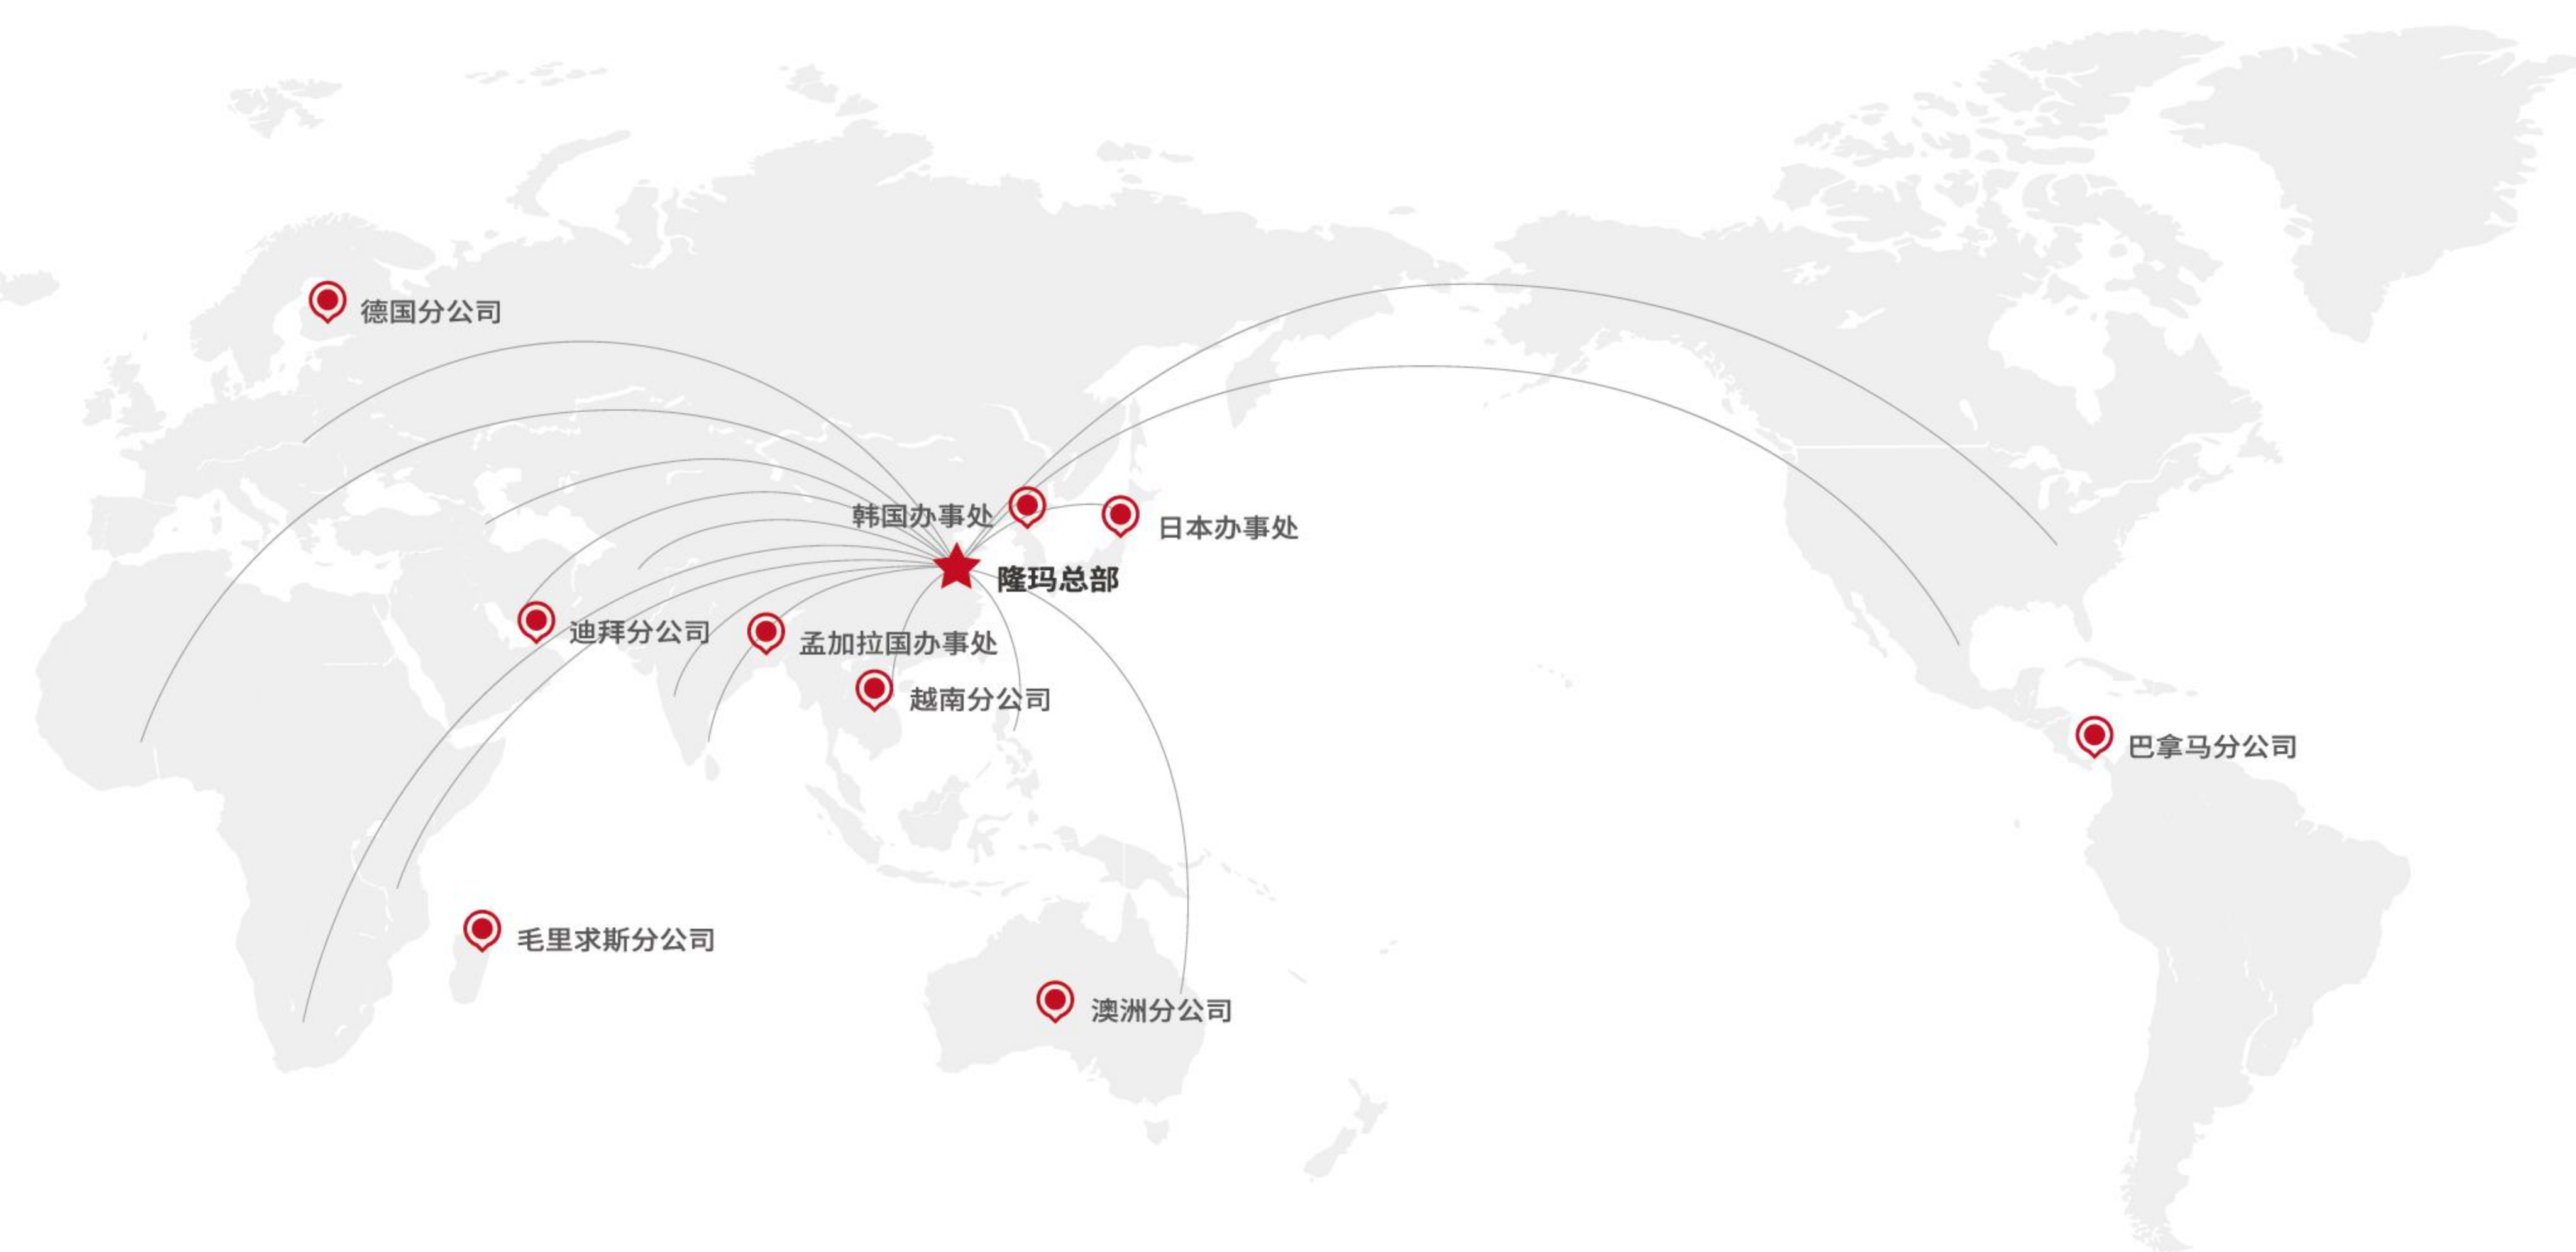 德国分公司
韩国办事处
日本办事处
隆玛总部
迪拜分公司
孟加拉国办事处
越南分公司
巴拿马分公司
毛里求斯分公司
澳洲分公司